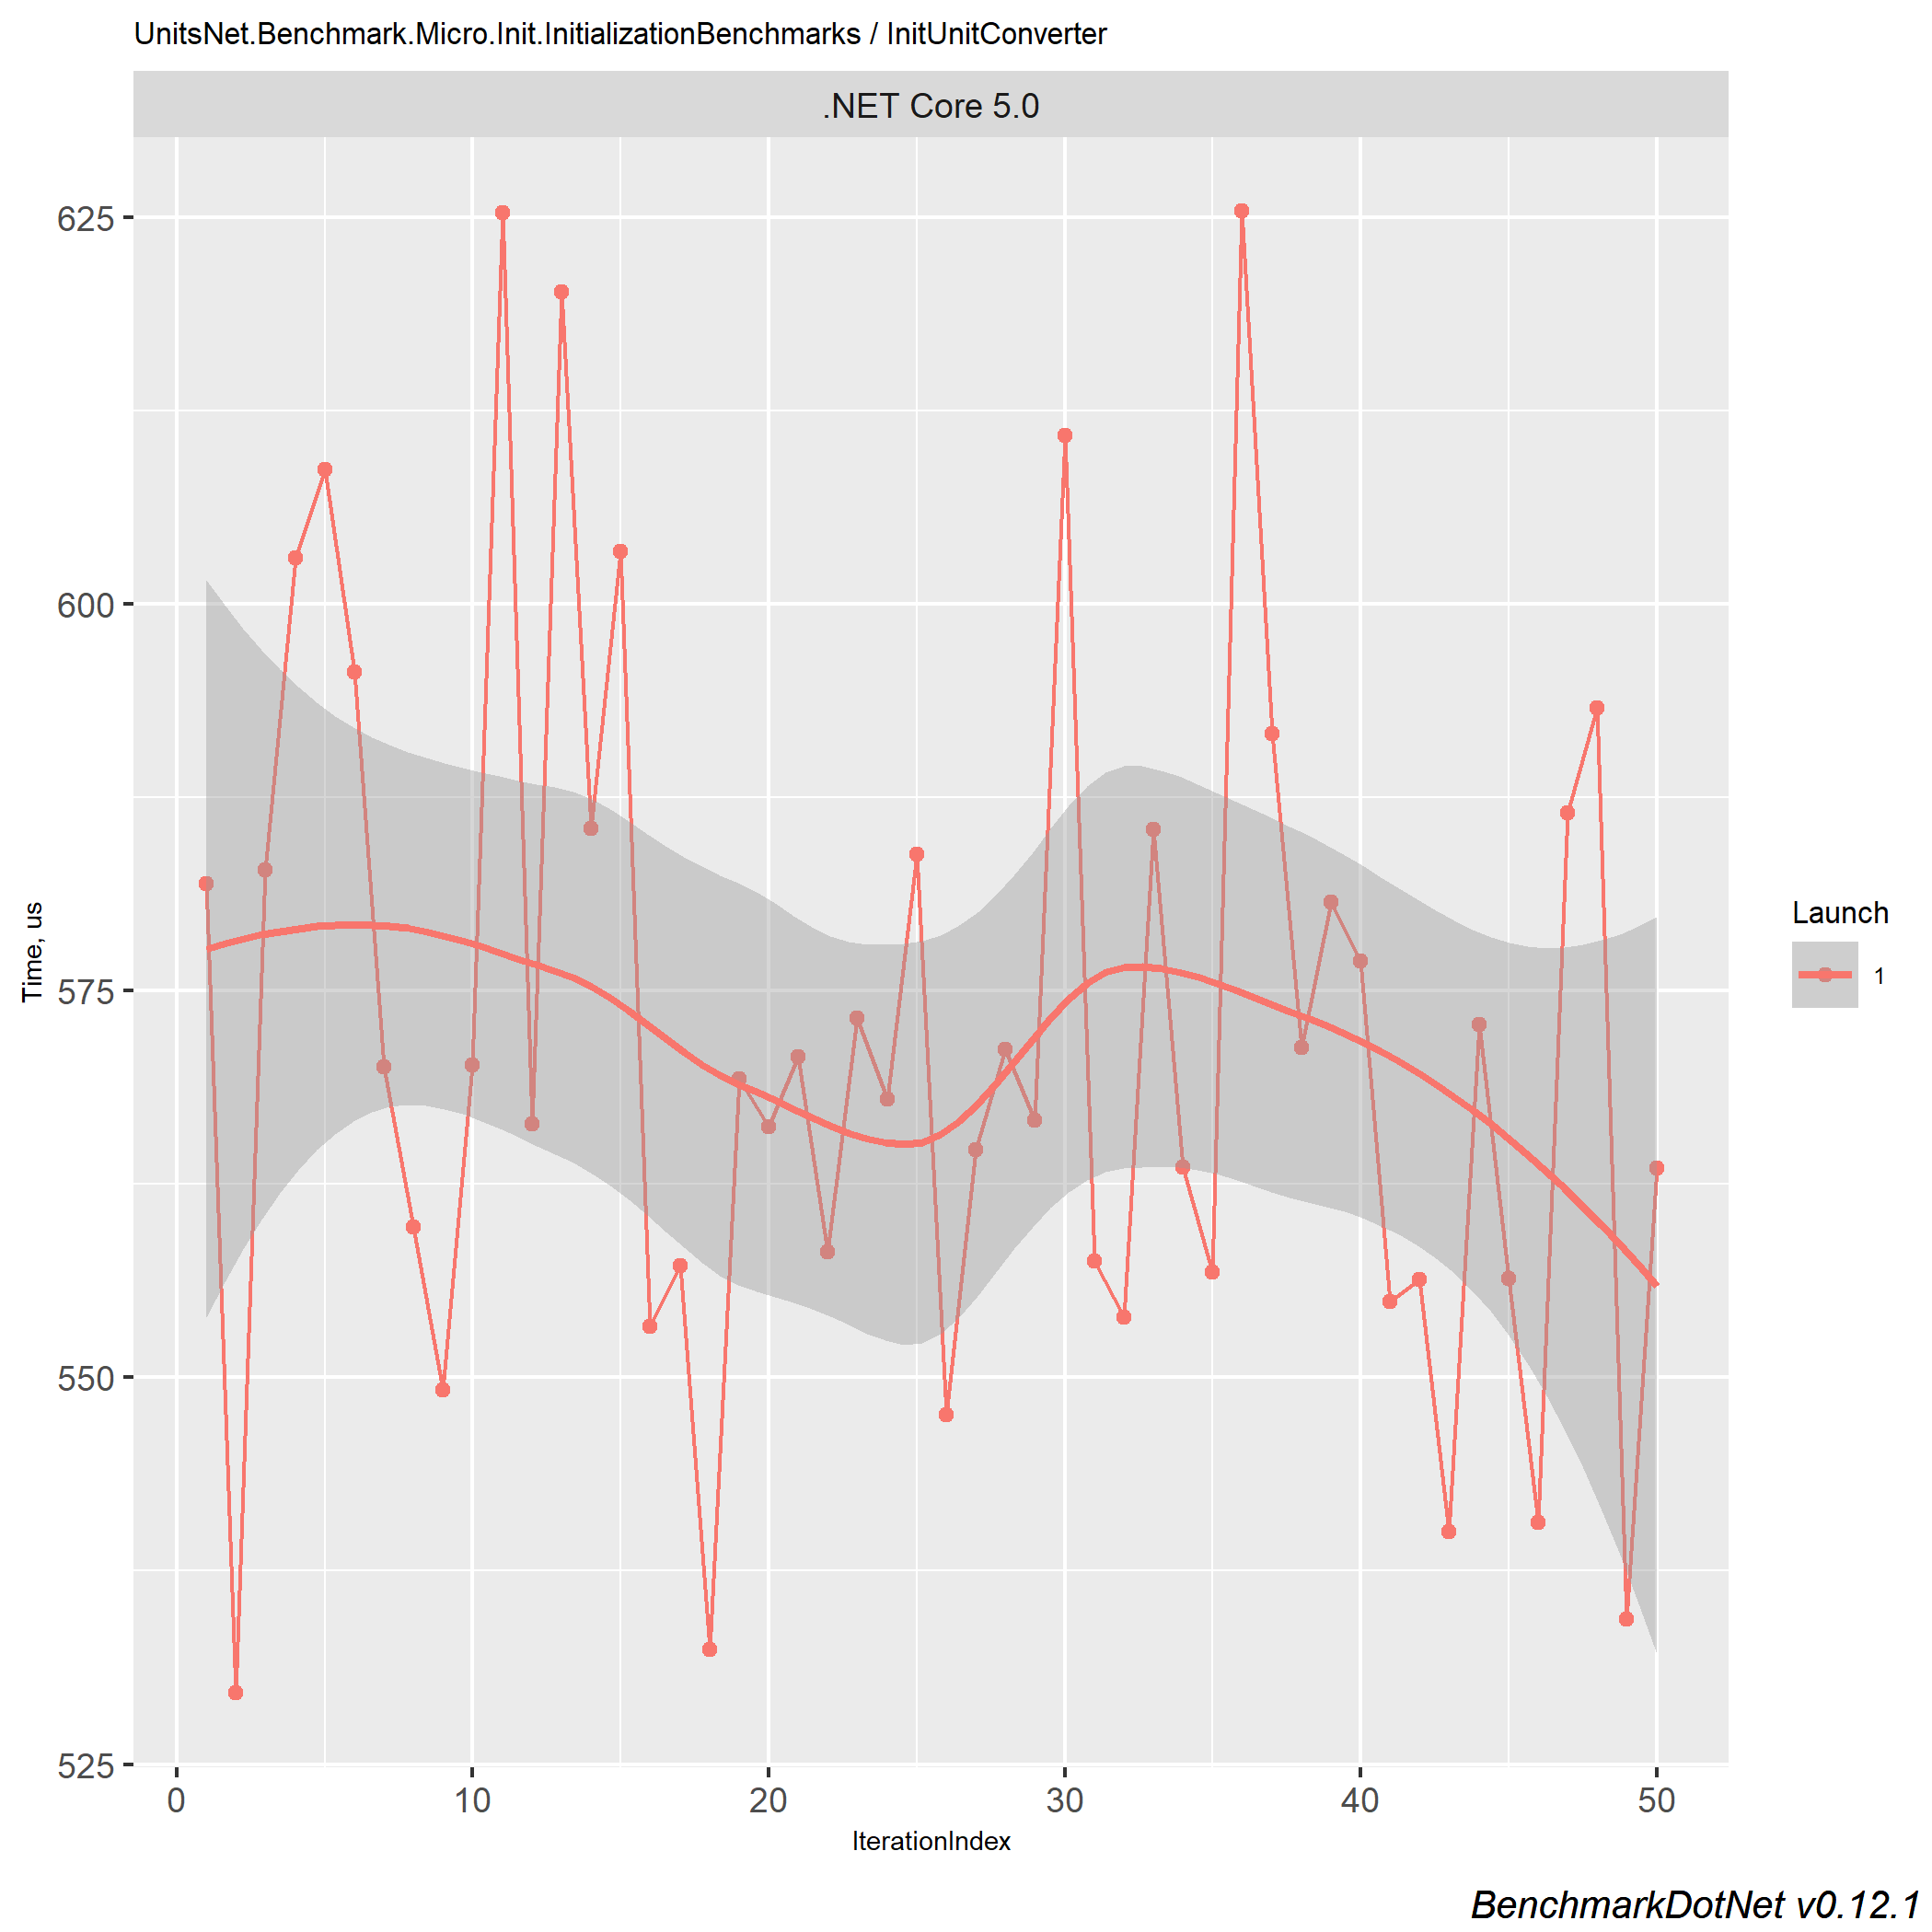 UnitsNet.Benchmark.Micro.Init.InitializationBenchmarks / InitUnitConverter
.NET Core 5.0
625
600
575
550
525
Time, us
0 10 20 30 40 50
IterationIndex
Launch
1
BenchmarkDotNet v0.12.1